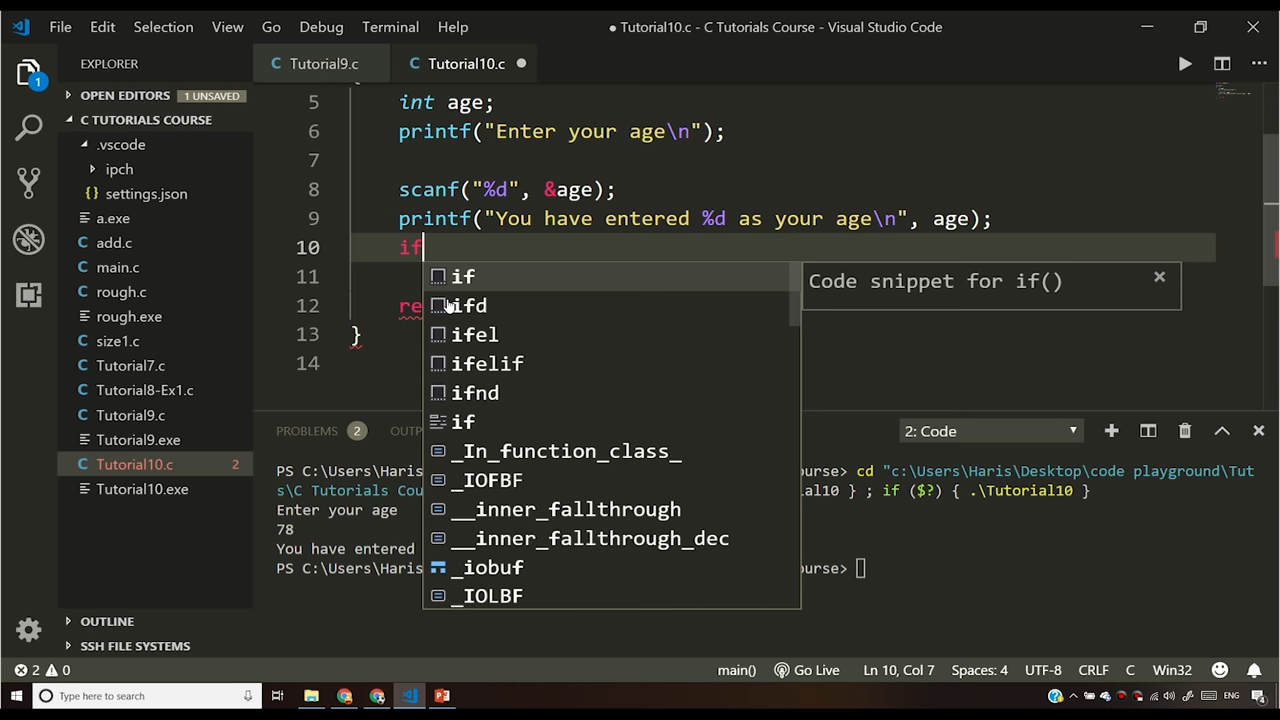 File Edit Selection View Go Debug Terminal Help ● Tutorial10.c - C Tutorials Course - Visual Studio Code
EXPLORER
C Tutorial9.c C Tutorial10.c
OPEN EDITORS 1 UNSAVED
C TUTORIALS COURSE
.vscode
ipch
{} settings.json
a.exe
C add.c
C main.c
C rough.c
rough.exe
C size1.c
C Tutorial7.c
C Tutorial8-Ex1.c
C Tutorial9.c
Tutorial9.exe
C Tutorial10.c 2
Tutorial10.exe
OUTLINE
SSH FILE SYSTEMS
1
5 int age;
6 printf("Enter your age\n");
7
8 scanf("%d", &age);
9 printf("You have entered %d as your age\n", age);
10 if
11
12 re
13 }
14
if
ifd
ifel
ifelif
ifnd
if
_In_function_class_
_IOFBF
__inner_fallthrough
__inner_fallthrough_dec
_iobuf
_IOLBF
Code snippet for if()
PROBLEMS 2 OUTP 2: Code
PS C:\Users\Haris ourse> cd "c:\Users\Haris\Desktop\code playground\Tut
s\C Tutorials Cou ial10 } ; if ($?) { .\Tutorial10 }
Enter your age
78
You have entered
PS C:\Users\Haris ourse>
2 0 main() Go Live Ln 10, Col 7 Spaces: 4 UTF-8 CRLF C Win32
Type here to search ENG 4